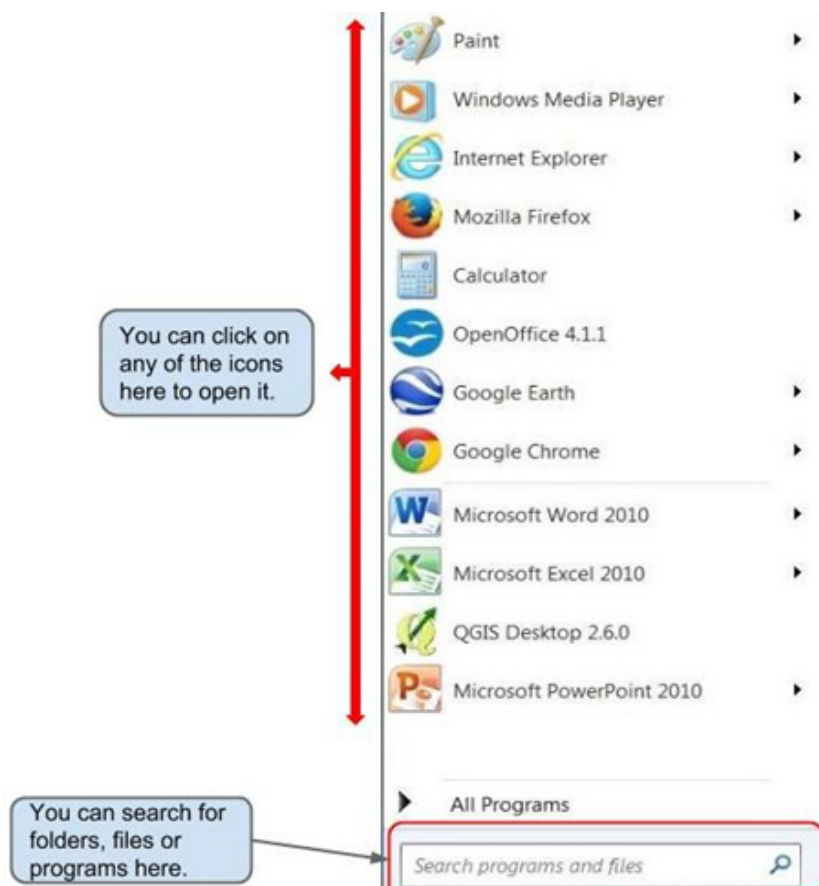 Paint
Windows Media Player
Internet Explorer
Mozilla Firefox
Calculator
You can click on
any of the icons
here to open it.
OpenOffice 4.1.1
Google Earth
Google Chrome
Microsoft Word 2010
Microsoft Excel 2010
QGIS Desktop 2.6.0
Microsoft PowerPoint 2010
All Programs
You can search for
folders, files or
programs here.
Search programs and files